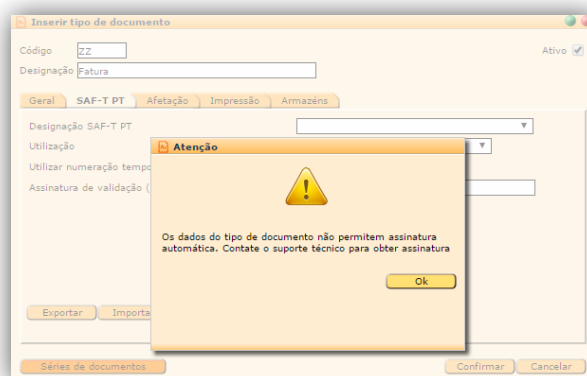 Inserir tipo de documento
Código ZZ Ativo
Designação Fatura
Geral SAF-T PT Afetação Impressão Armazéns
Designação SAF-T PT
Utilização
Utilizar numeração tempo
Assinatura de validação (
Atenção
Os dados do tipo de documento não permitem assinatura
automática. Contate o suporte técnico para obter assinatura
Ok
Exportar Importa
Séries de documentos Confirmar Cancelar